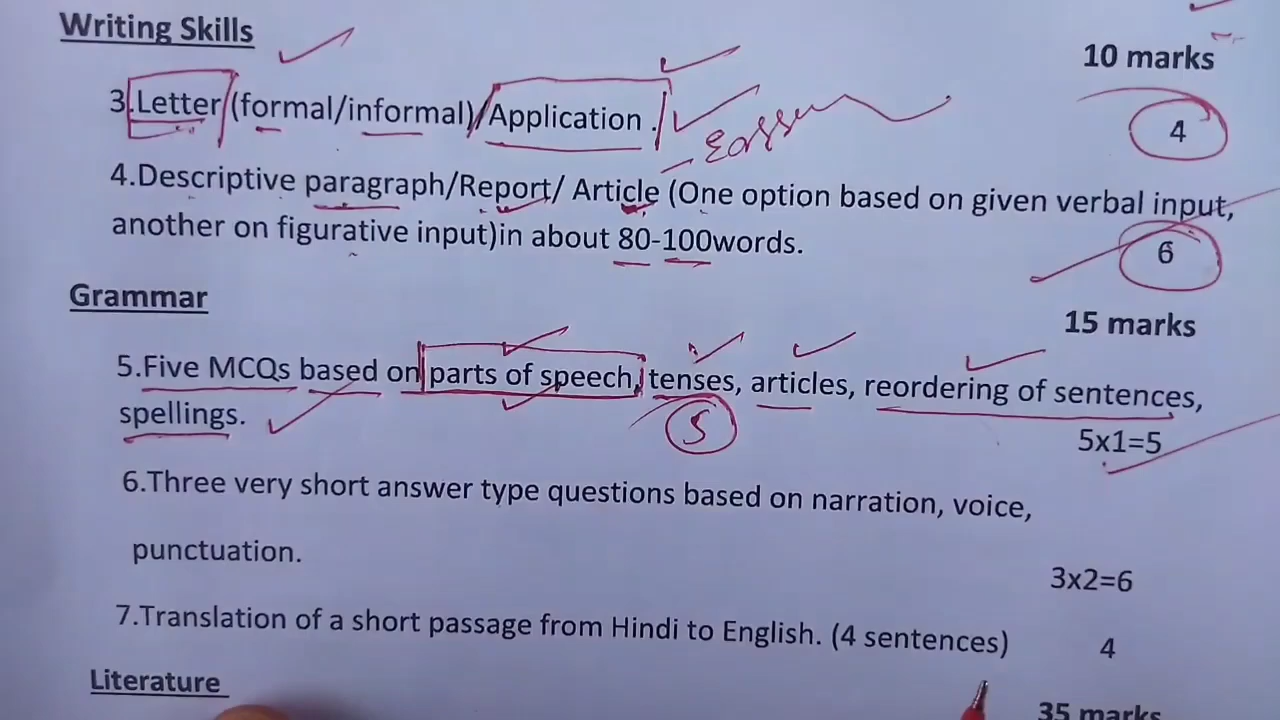 Writing Skills
10 marks
3.Letter (formal/informal)/Application .
4
4.Descriptive paragraph/Report/ Article (One option based on given verbal input,
another on figurative input)in about 80-100words.
6
Grammar
15 marks
5.Five MCQs based on parts of speech, tenses, articles, reordering of sentences,
spellings.
5
5x1=5
6.Three very short answer type questions based on narration, voice,
punctuation.
3x2=6
7.Translation of a short passage from Hindi to English. (4 sentences)
4
Literature
35 marks